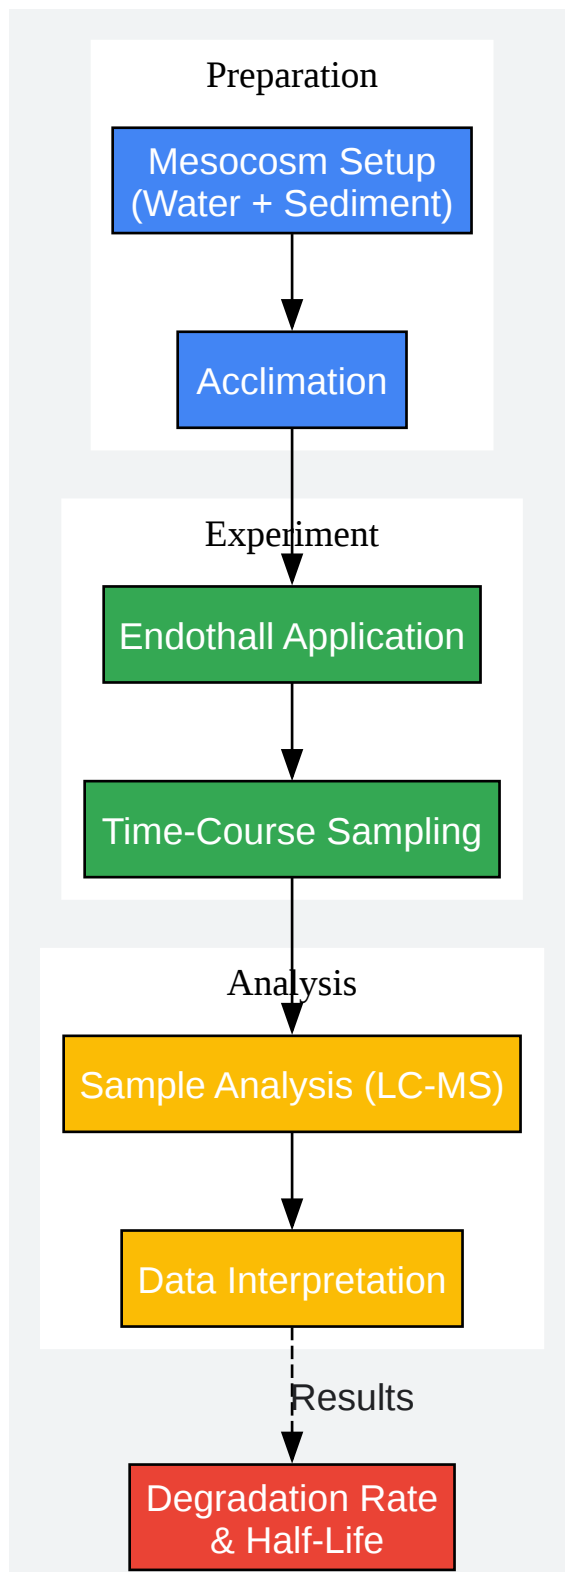 Preparation
Mesocosm Setup
(Water + Sediment)
Acclimation
Experiment
Endothall Application
Time-Course Sampling
Analysis
Sample Analysis (LC-MS)
Data Interpretation
Results
Degradation Rate
& Half-Life